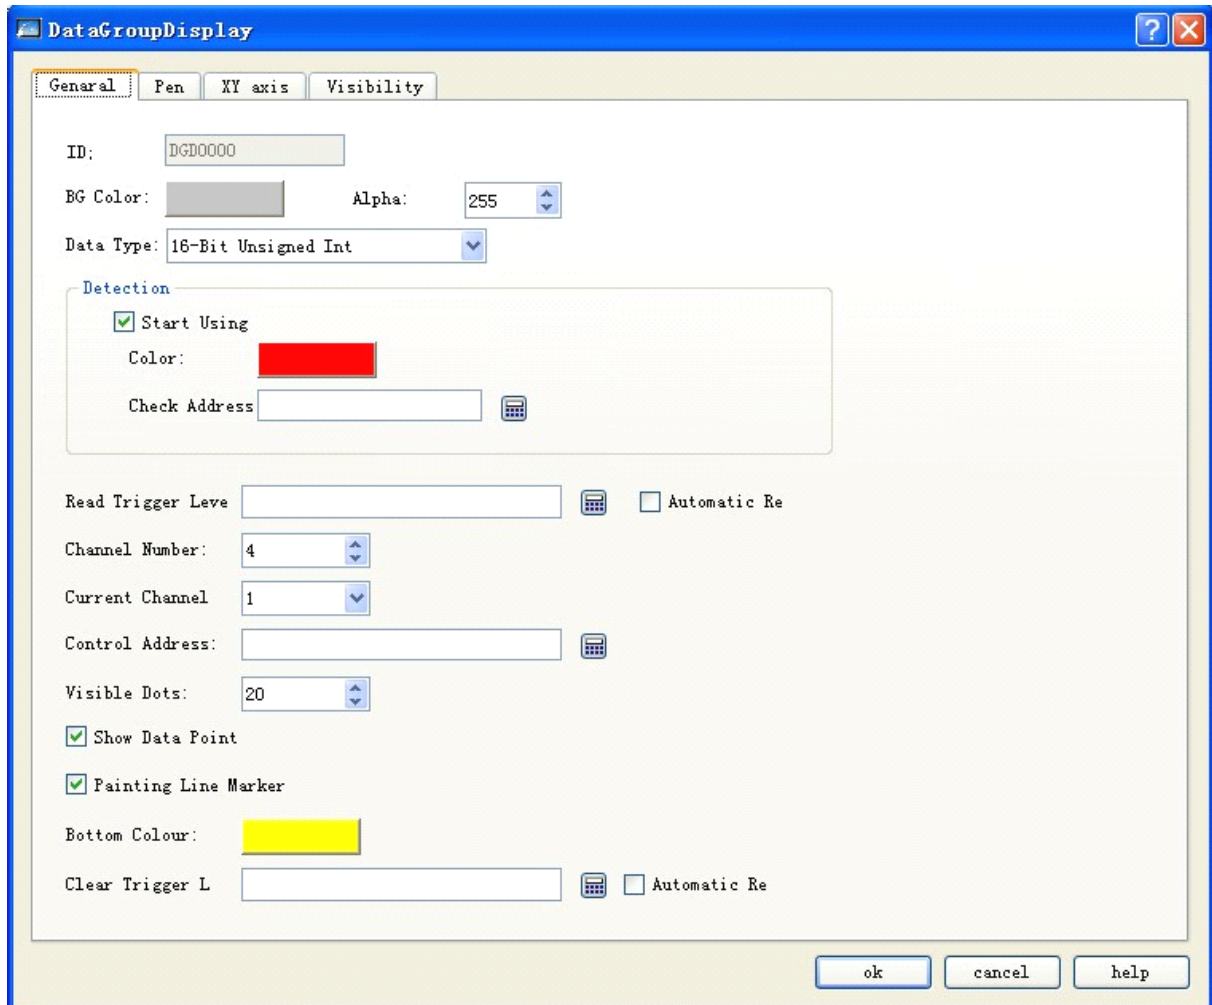 DataGroupDisplay
Genaral Pen XY axis Visibility
ID: DGD0000
BG Color: Alpha: 255
Data Type: 16-Bit Unsigned Int
Detection
Start Using
Color:
Check Address
Read Trigger Leve Automatic Re
Channel Number: 4
Current Channel 1
Control Address:
Visible Dots: 20
Show Data Point
Painting Line Marker
Bottom Colour:
Clear Trigger L Automatic Re
ok cancel help